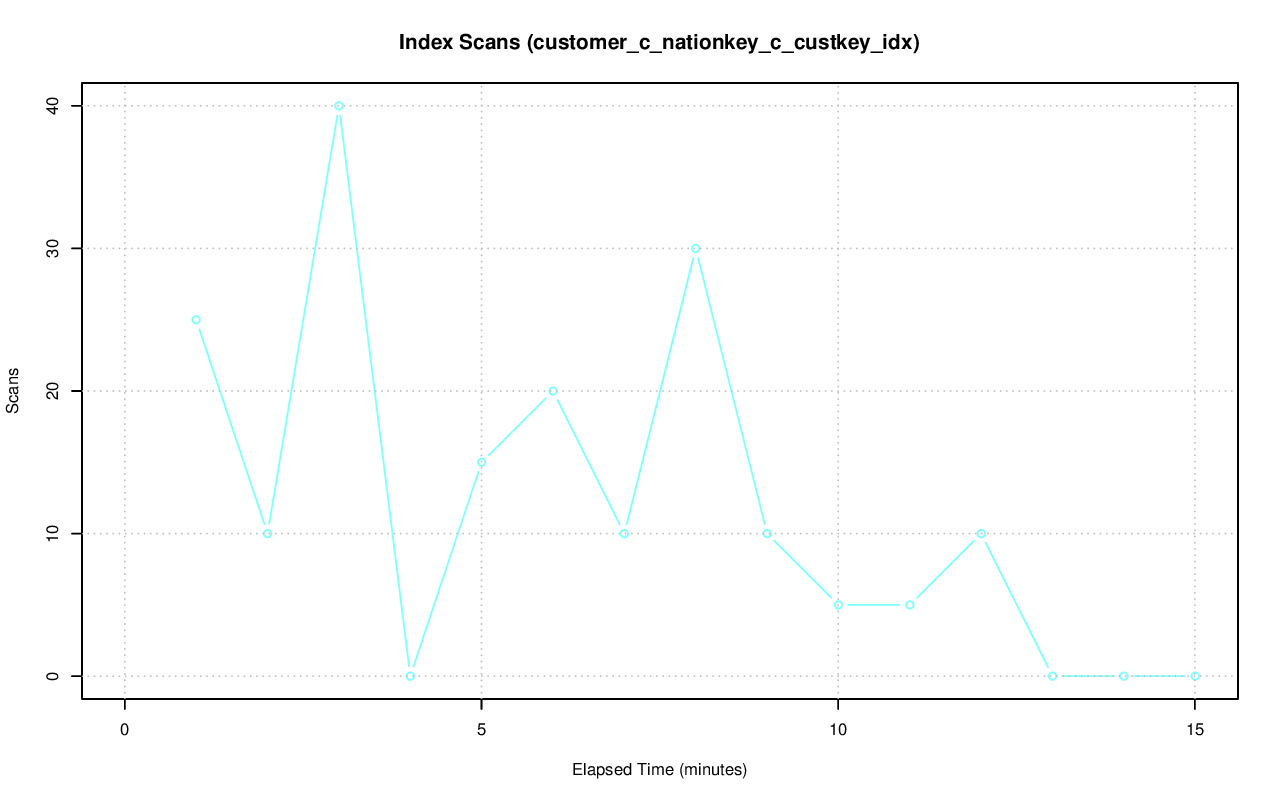 Index Scans (customer_c_nationkey_c_custkey_idx)
40
30
20
10
0
Scans
0 5 10 15
Elapsed Time (minutes)